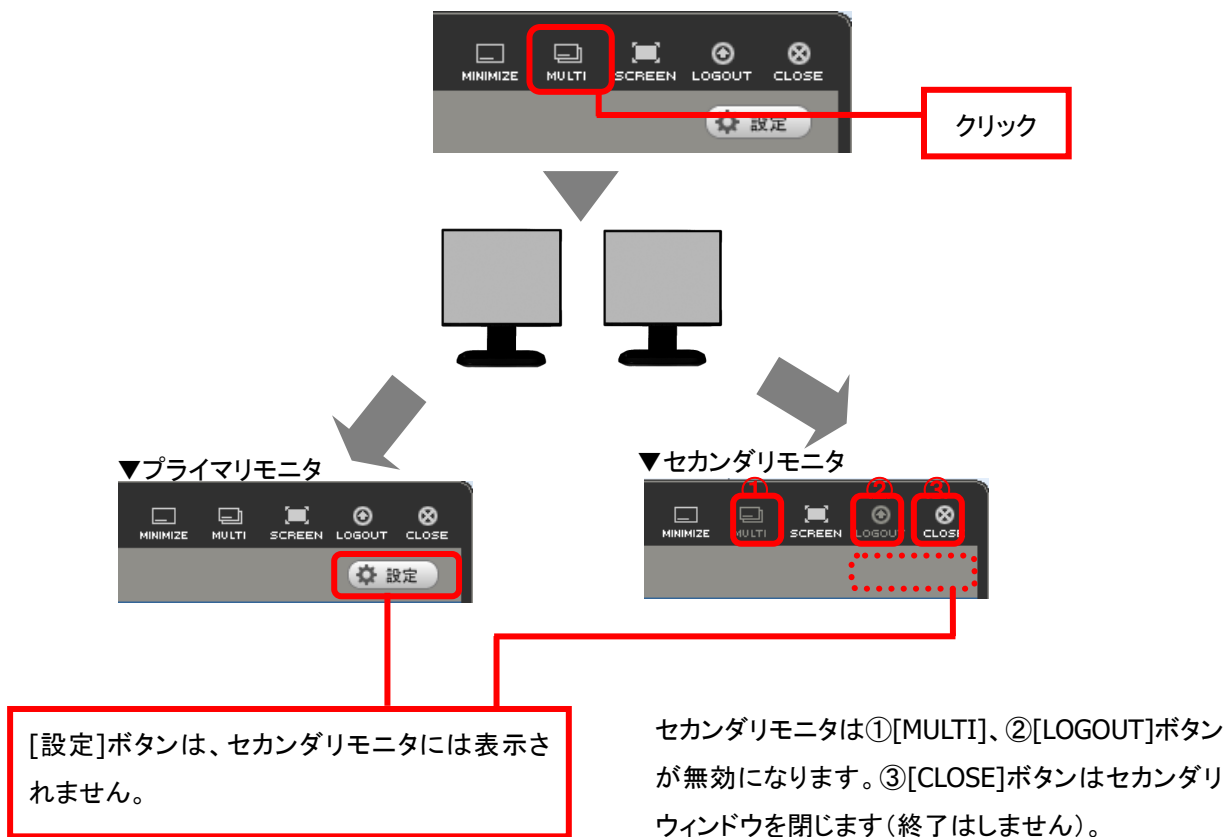 MINIMIZE MULTI SCREEN LOGOUT CLOSE
設定
クリック
▼プライマリモニタ
MINIMIZE MULTI SCREEN LOGOUT CLOSE
設定
▼セカンダリモニタ
① ② ③
MINIMIZE MULTI SCREEN LOGOUT CLOSE
[設定]ボタンは、セカンダリモニタには表示さ
れません。
セカンダリモニタは①[MULTI]、②[LOGOUT]ボタン
が無効になります。③[CLOSE]ボタンはセカンダリ
ウィンドウを閉じます（終了はしません）。